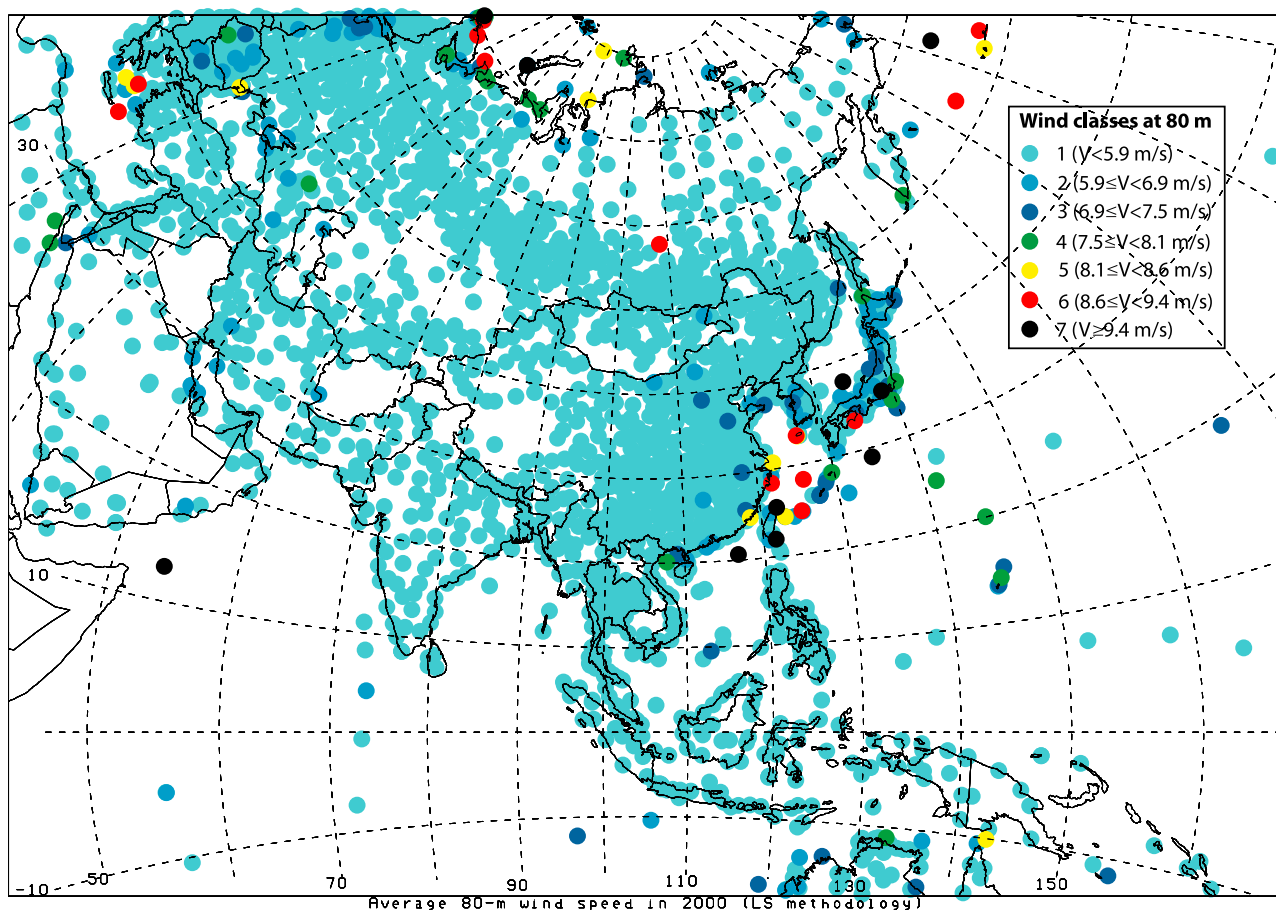 Wind classes at 80 m
1 (V<5.9 m/s)
2 (5.9≤V<6.9 m/s)
3 (6.9≤V<7.5 m/s)
4 (7.5≤V<8.1 m/s)
5 (8.1≤V<8.6 m/s)
6 (8.6≤V<9.4 m/s)
7 (V≥9.4 m/s)
30
10
-10
50
70
90
110
130
150
Average 80-m wind speed in 2000 (LS methodology)